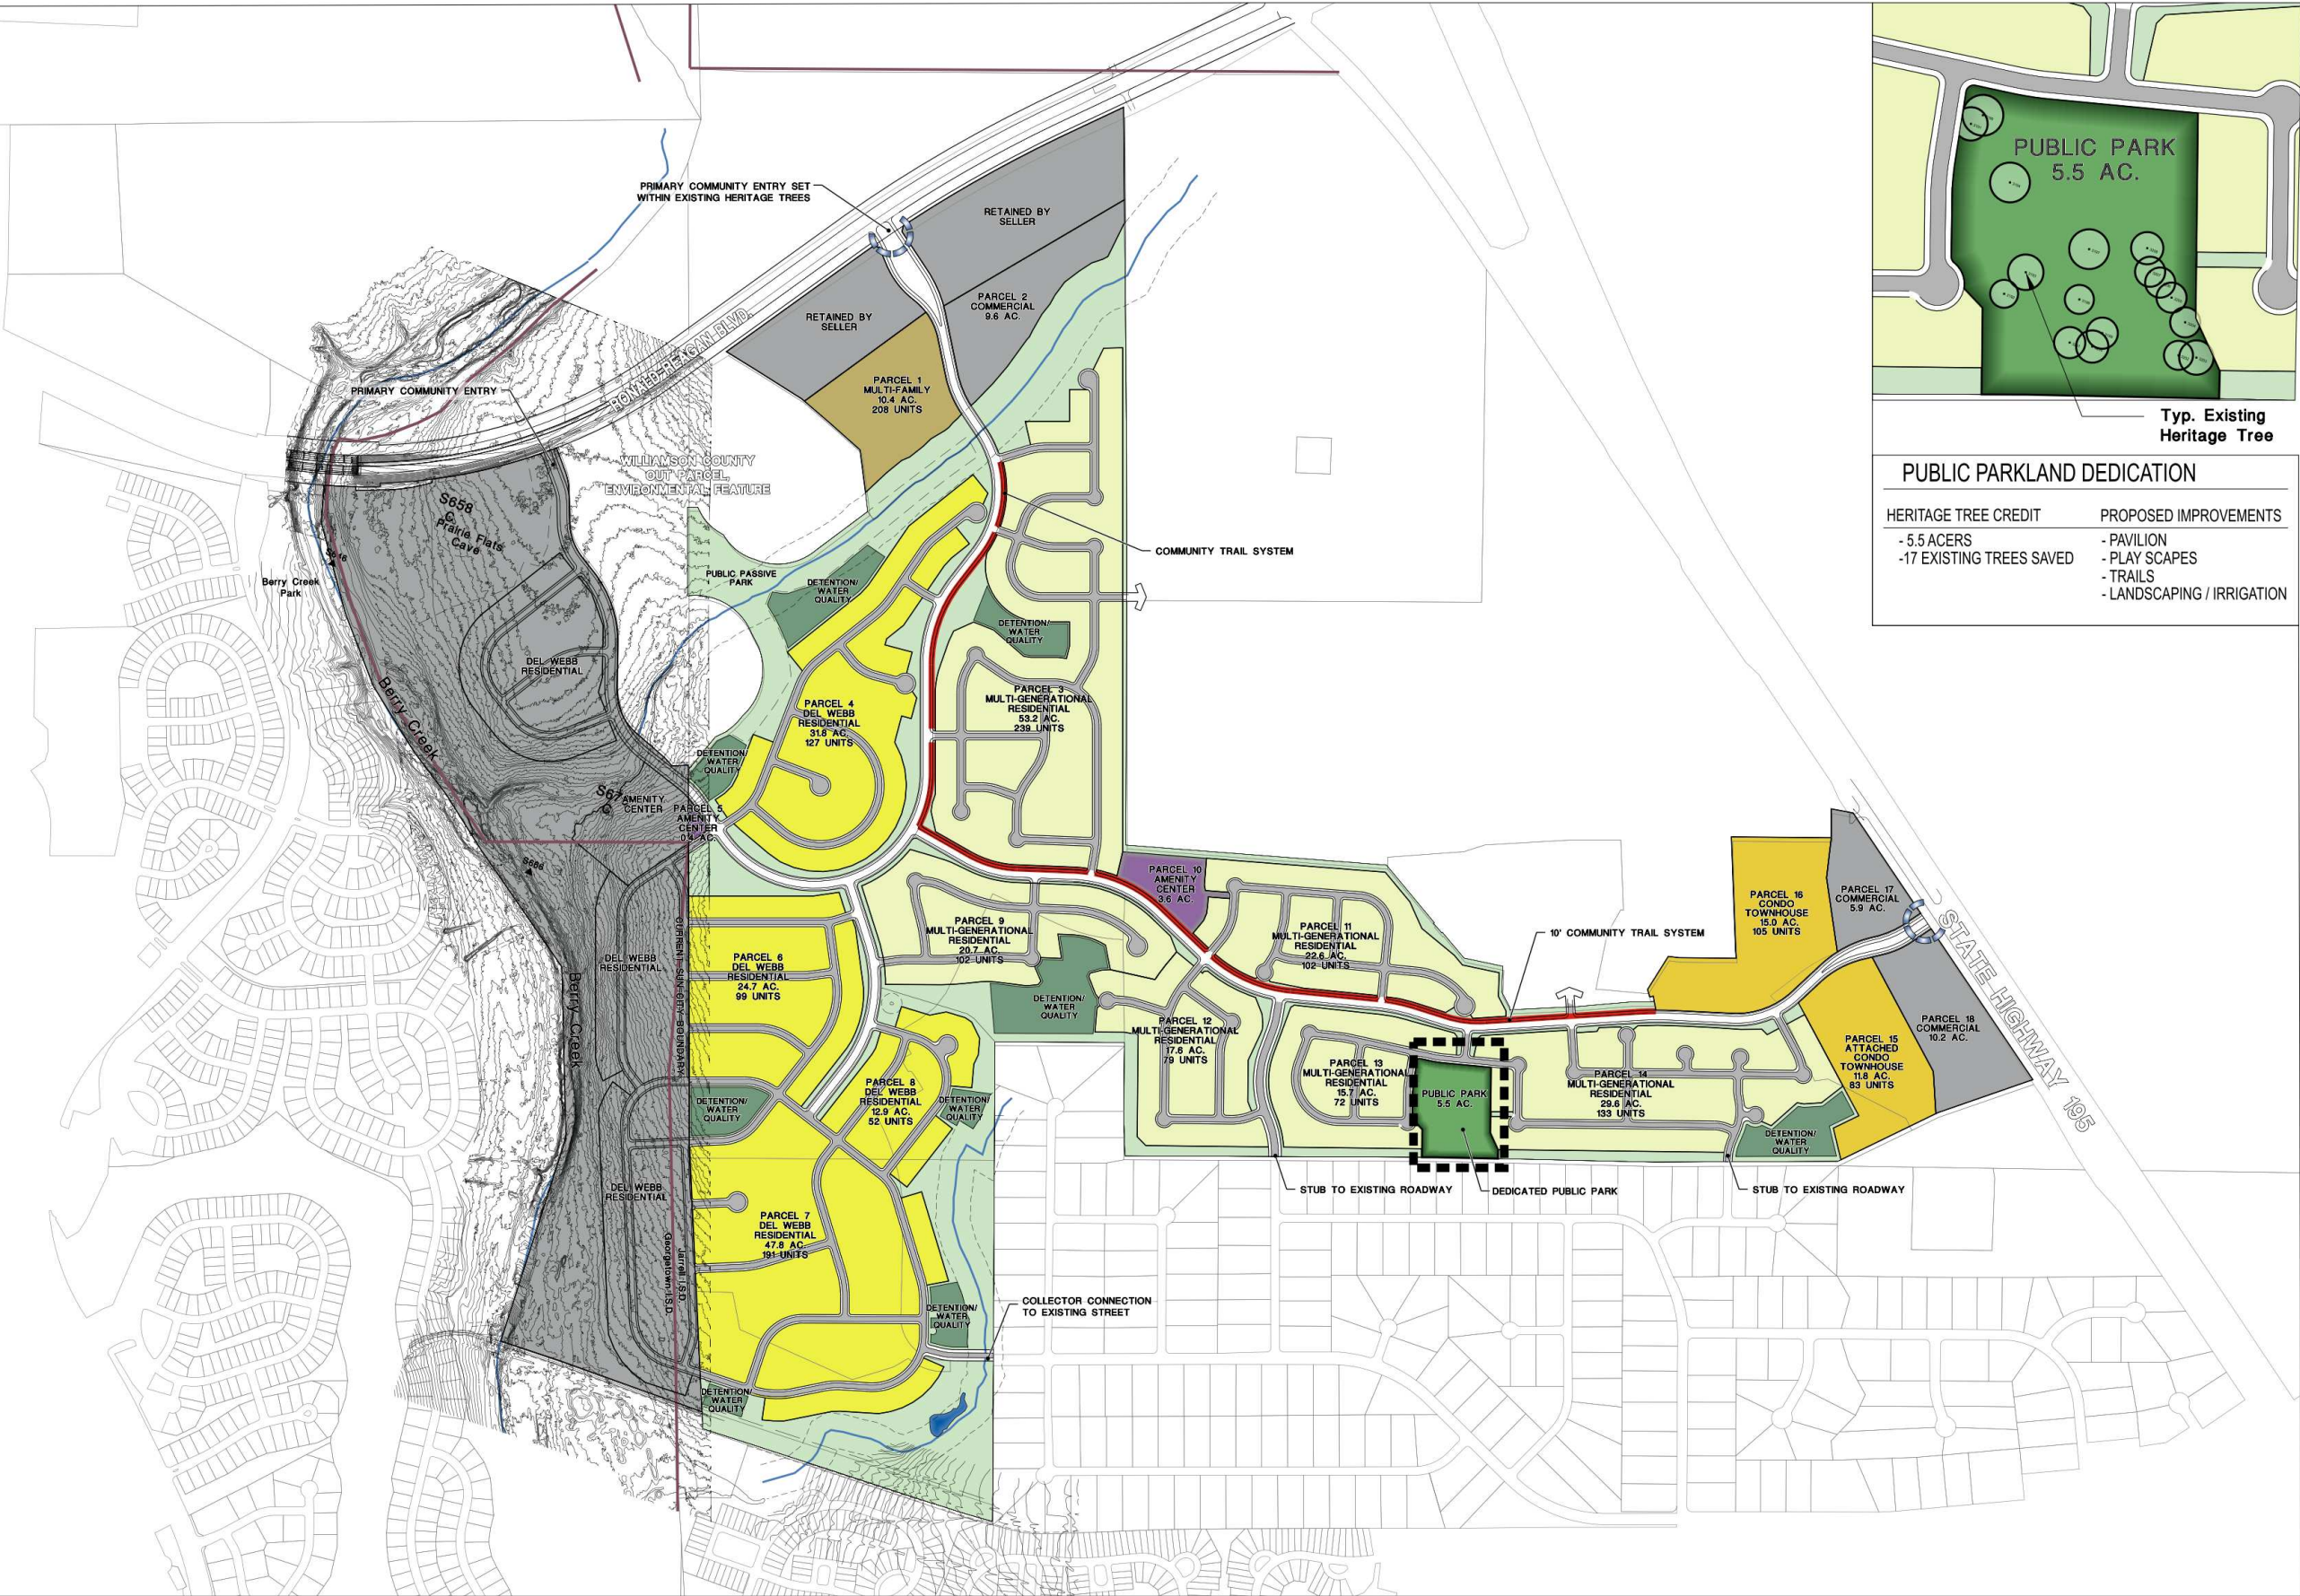 PRIMARY COMMUNITY ENTRY SET
WITHIN EXISTING HERITAGE TREES
RETAINED BY
SELLER
PARCEL 2
COMMERCIAL
9.6 AC.
RETAINED BY
SELLER
RONALD REAGAN BLVD.
PARCEL 1
MULTI-FAMILY
10.4 AC.
208 UNITS
PRIMARY COMMUNITY ENTRY
WILLIAMSON COUNTY
OUT PARCEL,
ENVIRONMENTAL FEATURE
S658
C
Prairie Flats
Cave
Berry Creek
Park
COMMUNITY TRAIL SYSTEM
PUBLIC PASSIVE
PARK
DETENTION/
WATER
QUALITY
DETENTION/
WATER
QUALITY
DEL WEBB
RESIDENTIAL
Berry Creek
PARCEL 4
DEL WEBB
RESIDENTIAL
31.8 AC.
127 UNITS
PARCEL 3
MULTI-GENERATIONAL
RESIDENTIAL
53.2 AC.
239 UNITS
DETENTION/
WATER
QUALITY
AMENITY
CENTER
PARCEL 5
AMENITY
CENTER
0.4 AC.
PARCEL 10
AMENITY
CENTER
3.6 AC.
PARCEL 9
MULTI-GENERATIONAL
RESIDENTIAL
20.7 AC.
102 UNITS
PARCEL 11
MULTI-GENERATIONAL
RESIDENTIAL
22.6 AC.
102 UNITS
10' COMMUNITY TRAIL SYSTEM
PARCEL 16
CONDO
TOWNHOUSE
15.0 AC.
105 UNITS
PARCEL 17
COMMERCIAL
5.9 AC.
STATE HIGHWAY 195
DEL WEBB
RESIDENTIAL
CURRENT SUN CITY BOUNDARY
PARCEL 6
DEL WEBB
RESIDENTIAL
24.7 AC.
99 UNITS
DETENTION/
WATER
QUALITY
PARCEL 12
MULTI-GENERATIONAL
RESIDENTIAL
17.6 AC.
79 UNITS
PARCEL 18
COMMERCIAL
10.2 AC.
Berry Creek
PARCEL 15
ATTACHED
CONDO
TOWNHOUSE
11.8 AC.
83 UNITS
PARCEL 13
MULTI-GENERATIONAL
RESIDENTIAL
15.7 AC.
72 UNITS
PUBLIC PARK
5.5 AC.
PARCEL 14
MULTI-GENERATIONAL
RESIDENTIAL
29.6 AC.
133 UNITS
PARCEL 8
DEL WEBB
RESIDENTIAL
12.9 AC.
52 UNITS
DETENTION/
WATER
QUALITY
DETENTION/
WATER
QUALITY
DETENTION/
WATER
QUALITY
STUB TO EXISTING ROADWAY
DEDICATED PUBLIC PARK
STUB TO EXISTING ROADWAY
DEL WEBB
RESIDENTIAL
PARCEL 7
DEL WEBB
RESIDENTIAL
47.8 AC.
191 UNITS
Georgetown I.S.D.
Jarrell I.S.D.
COLLECTOR CONNECTION
TO EXISTING STREET
DETENTION/
WATER
QUALITY
DETENTION/
WATER
QUALITY
PUBLIC PARK
5.5 AC.
Typ. Existing
Heritage Tree
PUBLIC PARKLAND DEDICATION
HERITAGE TREE CREDIT
- 5.5 ACERS
-17 EXISTING TREES SAVED
PROPOSED IMPROVEMENTS
- PAVILION
- PLAY SCAPES
- TRAILS
- LANDSCAPING / IRRIGATION